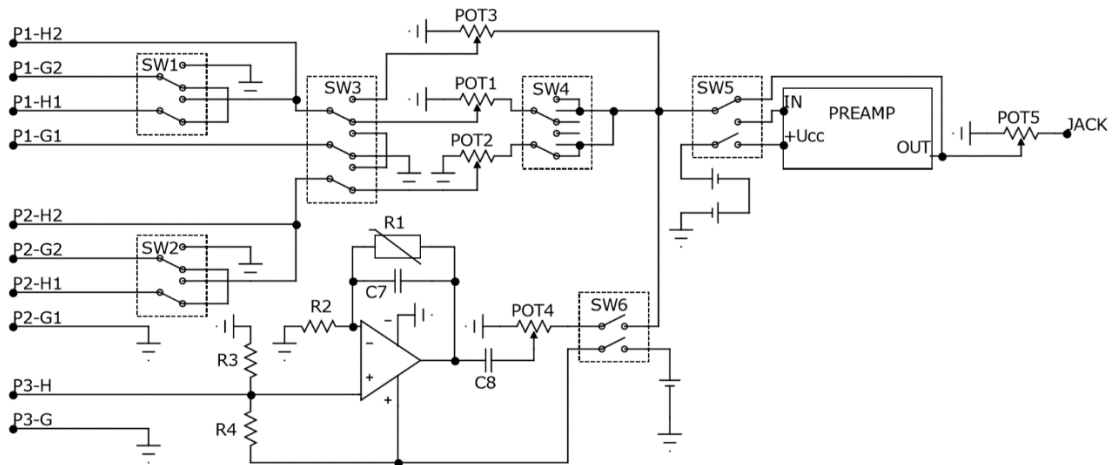 P1-H2
P1-G2
P1-H1
P1-G1
P2-H2
P2-G2
P2-H1
P2-G1
P3-H
P3-G
SW1
SW2
SW3
POT3
POT1
POT2
SW4
SW5
IN
+Ucc
PREAMP
OUT
POT5
JACK
R1
C7
R2
R3
R4
-
-
+
+
C8
POT4
SW6